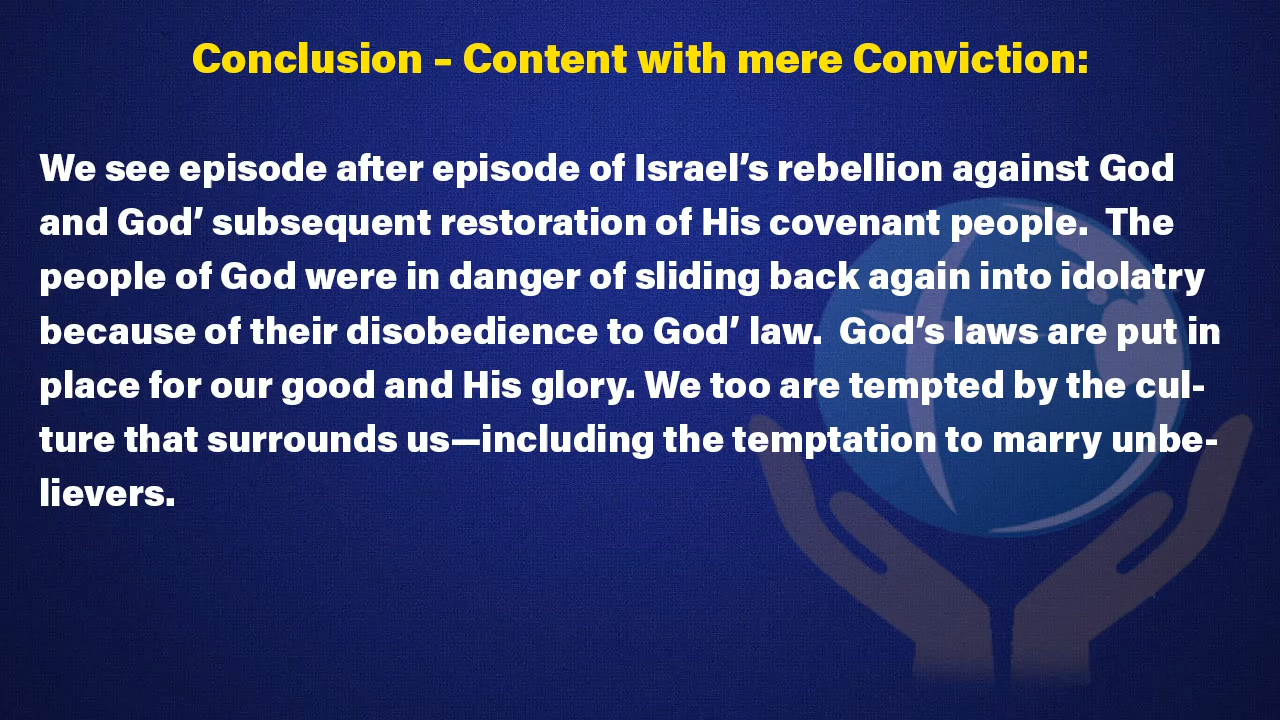 Conclusion – Content with mere Conviction:
We see episode after episode of Israel’s rebellion against God
and God’ subsequent restoration of His covenant people.  The
people of God were in danger of sliding back again into idolatry
because of their disobedience to God’ law.  God’s laws are put in
place for our good and His glory. We too are tempted by the cul-
ture that surrounds us—including the temptation to marry unbe-
lievers.